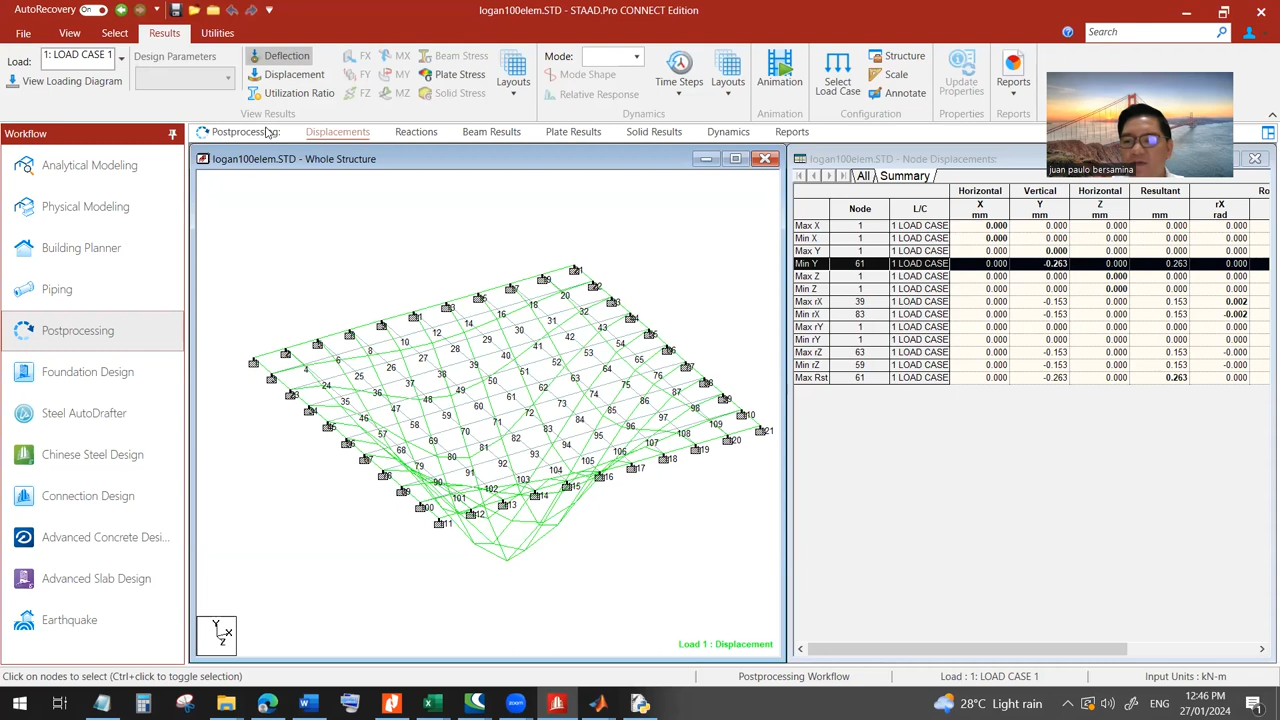 AutoRecovery On
logan100elem.STD - STAAD.Pro CONNECT Edition
File View Select Results Utilities
Search
Load: 1: LOAD CASE 1
View Loading Diagram
Design Parameters
Deflection
Displacement
Utilization Ratio
FX MX Beam Stress
FY MY Plate Stress
FZ MZ Solid Stress
View Results
Layouts
Mode:
Mode Shape
Relative Response
Time Steps
Layouts
Dynamics
Animation
Animation
Select Load Case
Structure
Scale
Annotate
Configuration
Update Properties
Properties
Reports
Reports
juan paulo bersamina
Workflow
Analytical Modeling
Physical Modeling
Building Planner
Piping
Postprocessing
Foundation Design
Steel AutoDrafter
Chinese Steel Design
Connection Design
Advanced Concrete Desi...
Advanced Slab Design
Earthquake
Postprocessing: Displacements Reactions Beam Results Plate Results Solid Results Dynamics Reports
logan100elem.STD - Whole Structure
Load 1 : Displacement
logan100elem.STD - Node Displacements:
All Summary
Horizontal Vertical Horizontal Resultant Ro
Node L/C X mm Y mm Z mm mm rX rad
Max X 1 1 LOAD CASE 0.000 0.000 0.000 0.000 0.000
Min X 1 1 LOAD CASE 0.000 0.000 0.000 0.000 0.000
Max Y 1 1 LOAD CASE 0.000 0.000 0.000 0.000 0.000
Min Y 61 1 LOAD CASE 0.000 -0.263 0.000 0.263 0.000
Max Z 1 1 LOAD CASE 0.000 0.000 0.000 0.000 0.000
Min Z 1 1 LOAD CASE 0.000 0.000 0.000 0.000 0.000
Max rX 39 1 LOAD CASE 0.000 -0.153 0.000 0.153 0.002
Min rX 83 1 LOAD CASE 0.000 -0.153 0.000 0.153 -0.002
Max rY 1 1 LOAD CASE 0.000 0.000 0.000 0.000 0.000
Min rY 1 1 LOAD CASE 0.000 0.000 0.000 0.000 0.000
Max rZ 63 1 LOAD CASE 0.000 -0.153 0.000 0.153 0.000
Min rZ 59 1 LOAD CASE 0.000 -0.153 0.000 0.153 -0.000
Max Rst 61 1 LOAD CASE 0.000 -0.263 0.000 0.263 0.000
Y
X
Z
Click on nodes to select (Ctrl+click to toggle selection)
Postprocessing Workflow
Load : 1: LOAD CASE 1
Input Units : kN-m
28°C Light rain
ENG
12:46 PM
27/01/2024